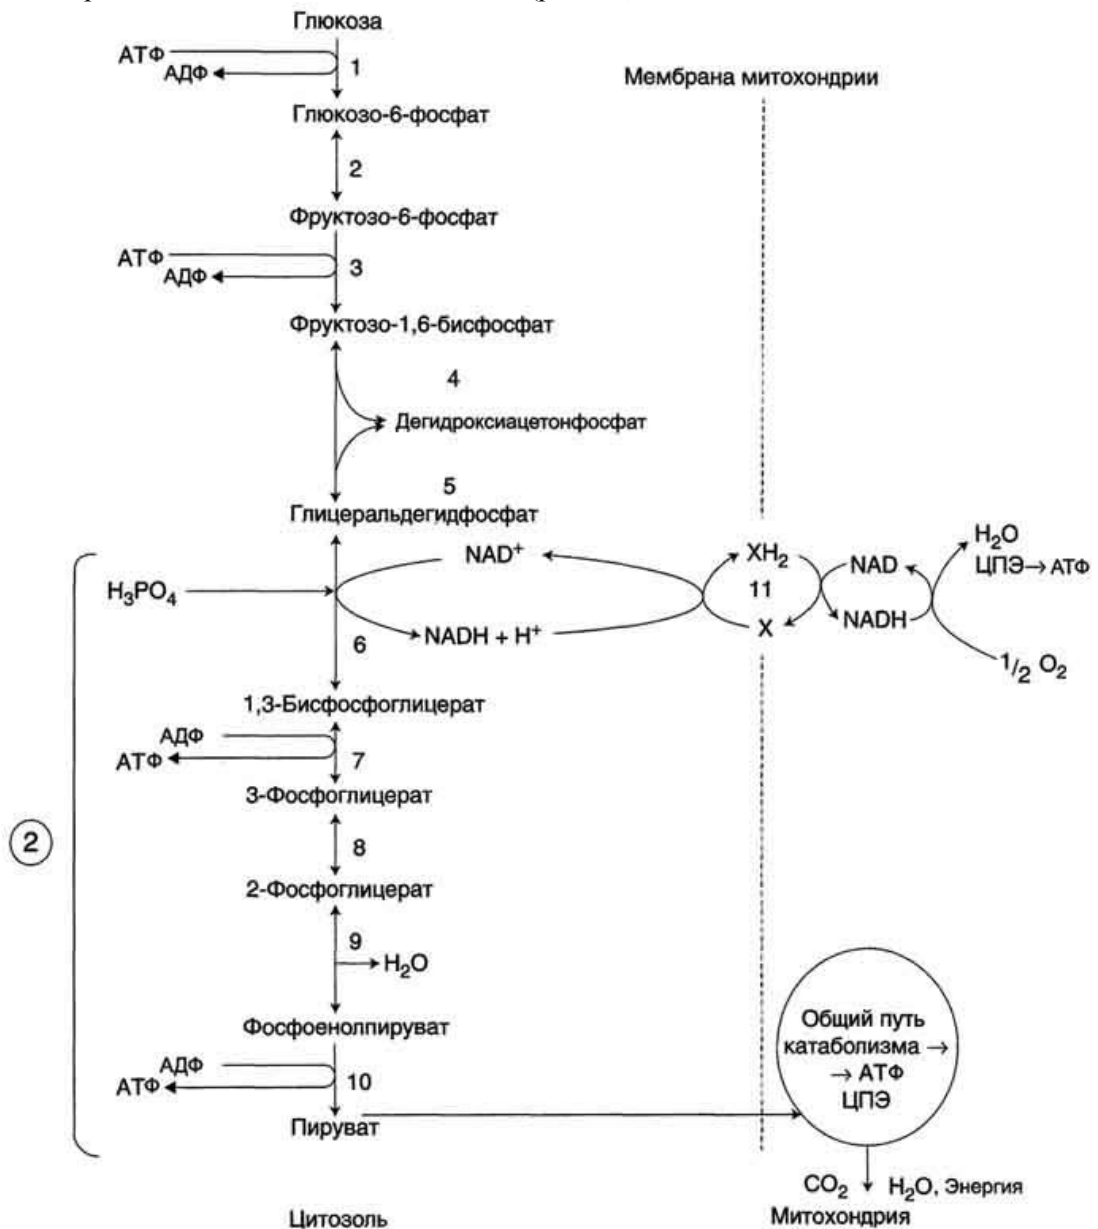 Глюкоза
АТФ
АДФ
1
Мембрана митохондрии
Глюкозо-6-фосфат
2
Фруктозо-6-фосфат
АТФ
АДФ
3
Фруктозо-1,6-бисфосфат
4
Дегидроксиацетонфосфат
5
Глицеральдегидфосфат
H₃PO₄
NAD⁺
NADH + H⁺
6
XH₂
11
X
NAD
NADH
H₂O
ЦПЭ → АТФ
1/2 O₂
1,3-Бисфосфоглицерат
АДФ
АТФ
7
3-Фосфоглицерат
2
8
2-Фосфоглицерат
9
H₂O
Фосфоенолпируват
АДФ
АТФ
10
Пируват
Общий путь
катаболизма →
→ АТФ
ЦПЭ
CO₂
H₂O, Энергия
Цитозоль
Митохондрия